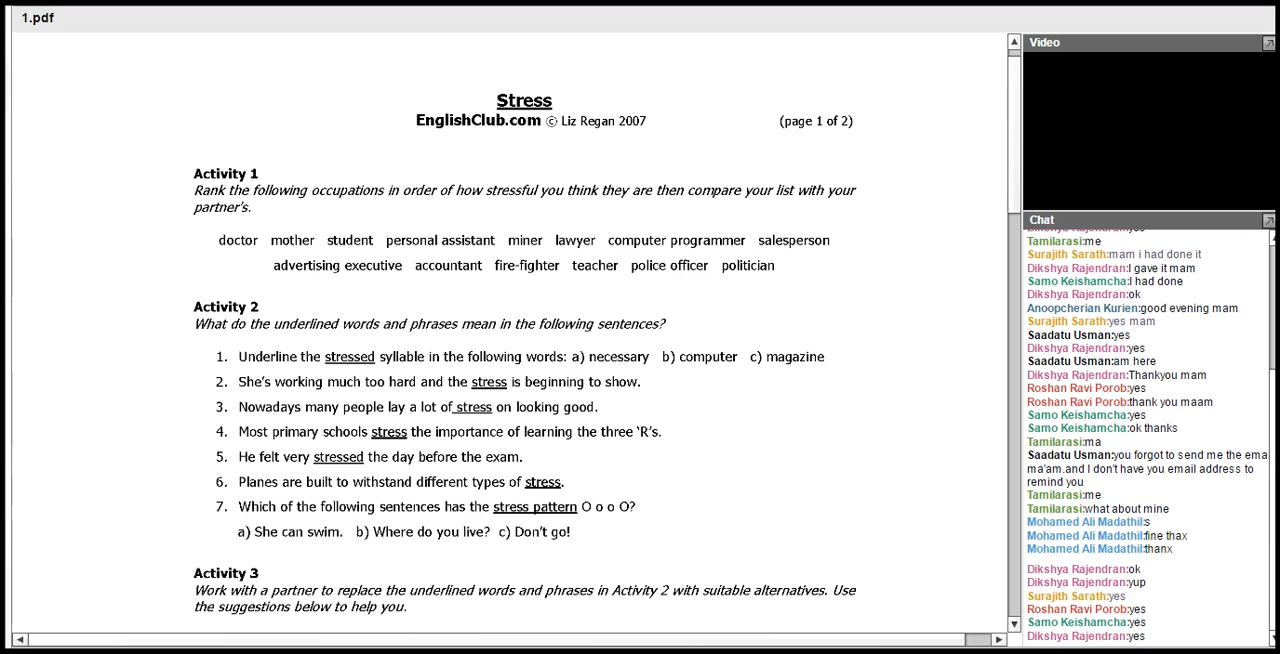 1.pdf
Stress
EnglishClub.com © Liz Regan 2007 (page 1 of 2)
Activity 1
Rank the following occupations in order of how stressful you think they are then compare your list with your
partner's.
doctor mother student personal assistant miner lawyer computer programmer salesperson
advertising executive accountant fire-fighter teacher police officer politician
Activity 2
What do the underlined words and phrases mean in the following sentences?
1. Underline the stressed syllable in the following words: a) necessary b) computer c) magazine
2. She's working much too hard and the stress is beginning to show.
3. Nowadays many people lay a lot of stress on looking good.
4. Most primary schools stress the importance of learning the three 'R's.
5. He felt very stressed the day before the exam.
6. Planes are built to withstand different types of stress.
7. Which of the following sentences has the stress pattern O o o O?
a) She can swim. b) Where do you live? c) Don't go!
Activity 3
Work with a partner to replace the underlined words and phrases in Activity 2 with suitable alternatives. Use
the suggestions below to help you.
Video
Chat
Dikshya Rajendran:yes
Tamilarasi:me
Surajith Sarath:mam i had done it
Dikshya Rajendran:I gave it mam
Samo Keishamcha:I had done
Dikshya Rajendran:ok
Anoopcherian Kurien:good evening mam
Surajith Sarath:yes mam
Saadatu Usman:yes
Dikshya Rajendran:yes
Saadatu Usman:am here
Dikshya Rajendran:Thankyou mam
Roshan Ravi Porob:yes
Roshan Ravi Porob:thank you maam
Samo Keishamcha:yes
Samo Keishamcha:ok thanks
Tamilarasi:ma
Saadatu Usman:you forgot to send me the ema
ma'am.and I don't have you email address to
remind you
Tamilarasi:me
Tamilarasi:what about mine
Mohamed Ali Madathil:s
Mohamed Ali Madathil:fine thax
Mohamed Ali Madathil:thanx
Dikshya Rajendran:ok
Dikshya Rajendran:yup
Surajith Sarath:yes
Roshan Ravi Porob:yes
Samo Keishamcha:yes
Dikshya Rajendran:yes